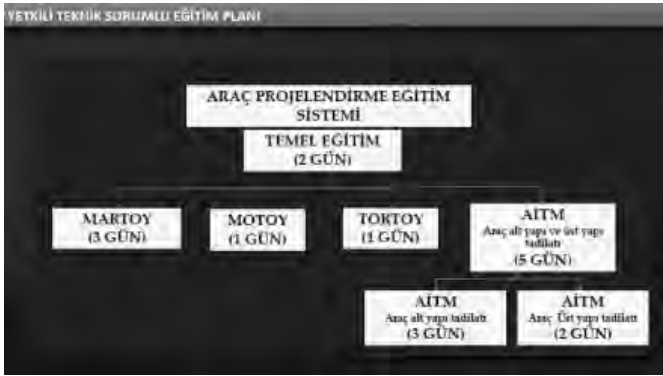 YETKİLİ TEKNİK SORUMLU EĞİTİM PLANI
ARAÇ PROJELENDİRME EĞİTİM
SİSTEMİ
TEMEL EĞİTİM
(2 GÜN)
MARTOY
(3 GÜN)
MOTOY
(1 GÜN)
TORTOY
(1 GÜN)
AİTM
Araç alt yapı ve üst yapı
tadilatı
(5 GÜN)
AİTM
Araç alt yapı tadilatı
(3 GÜN)
AİTM
Araç Üst yapı tadilatı
(2 GÜN)